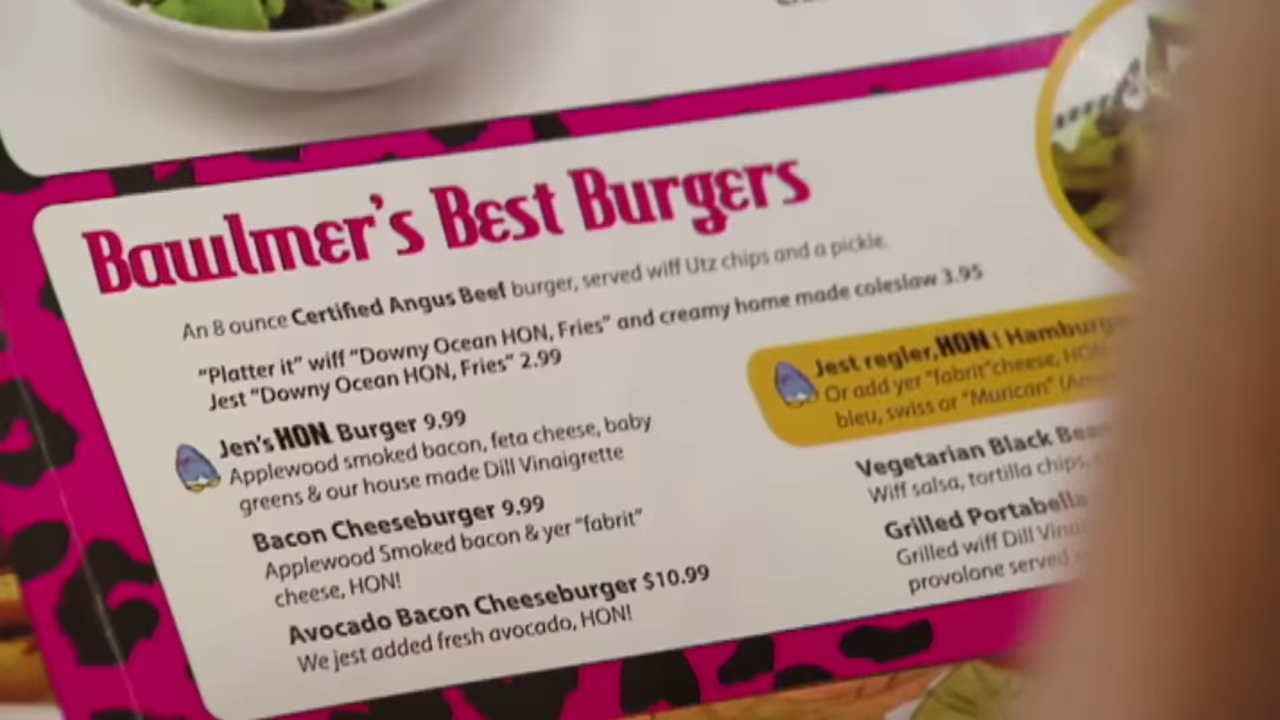 Bawlmer's Best Burgers
An 8 ounce Certified Angus Beef burger, served wiff Utz chips and a pickle.
"Platter it" wiff "Downy Ocean HON, Fries" and creamy home made coleslaw 3.95
Jest "Downy Ocean HON, Fries" 2.99
Jen's HON Burger 9.99
Applewood smoked bacon, feta cheese, baby
greens & our house made Dill Vinaigrette
Bacon Cheeseburger 9.99
Applewood Smoked bacon & yer "fabrit"
cheese, HON!
Avocado Bacon Cheeseburger $10.99
We jest added fresh avocado, HON!
Jest regler, HON! Hamburger
Or add yer "fabrit"cheese, HON
bleu, swiss or "Murican"
Vegetarian Black Bean
Wiff salsa, tortilla chips,
Grilled Portabella
Grilled wiff Dill
provolone served